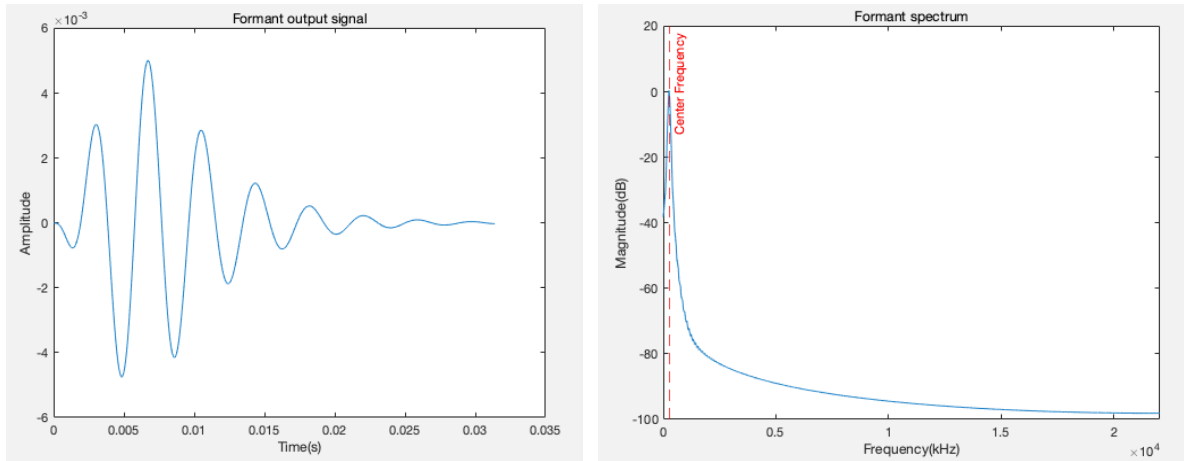 Formant output signal
×10⁻³
6
4
2
0
-2
-4
-6
Amplitude
0 0.005 0.01 0.015 0.02 0.025 0.03 0.035
Time(s)
Formant spectrum
20
0
-20
-40
-60
-80
-100
Magnitude(dB)
Center Frequency
0 0.5 1 1.5 2
×10⁴
Frequency(kHz)